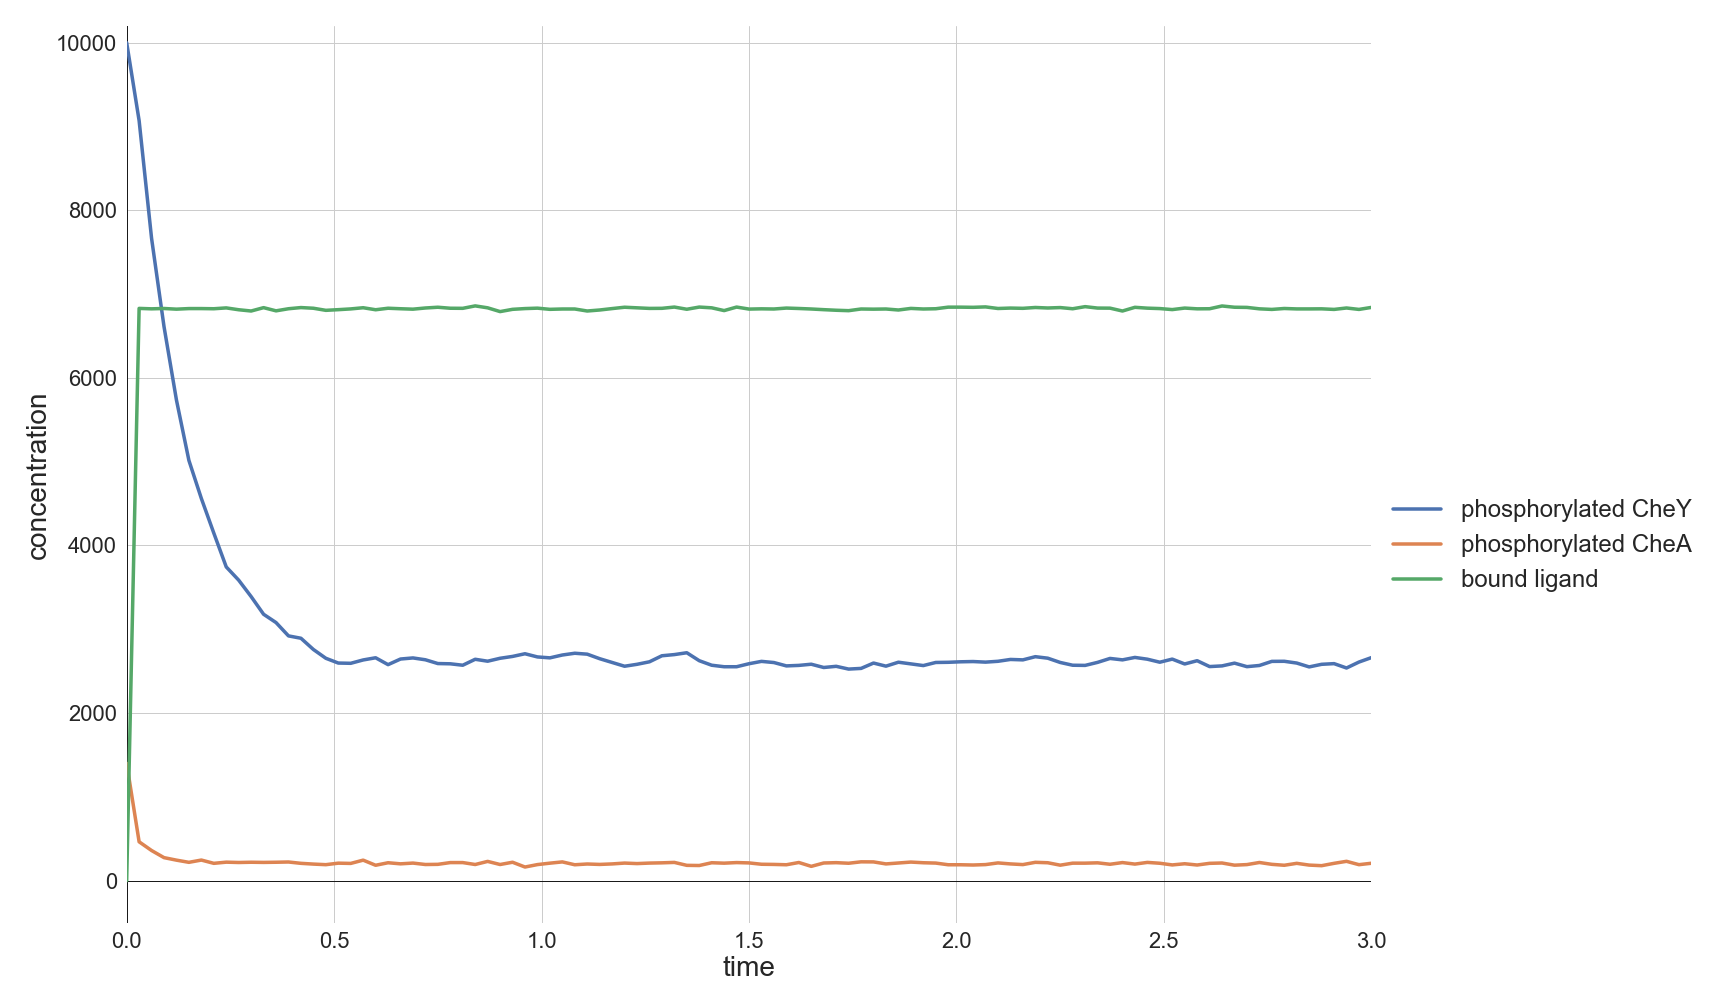 10000
8000
6000
4000
2000
0
concentration
0.0 0.5 1.0 1.5 2.0 2.5 3.0
time
phosphorylated CheY
phosphorylated CheA
bound ligand